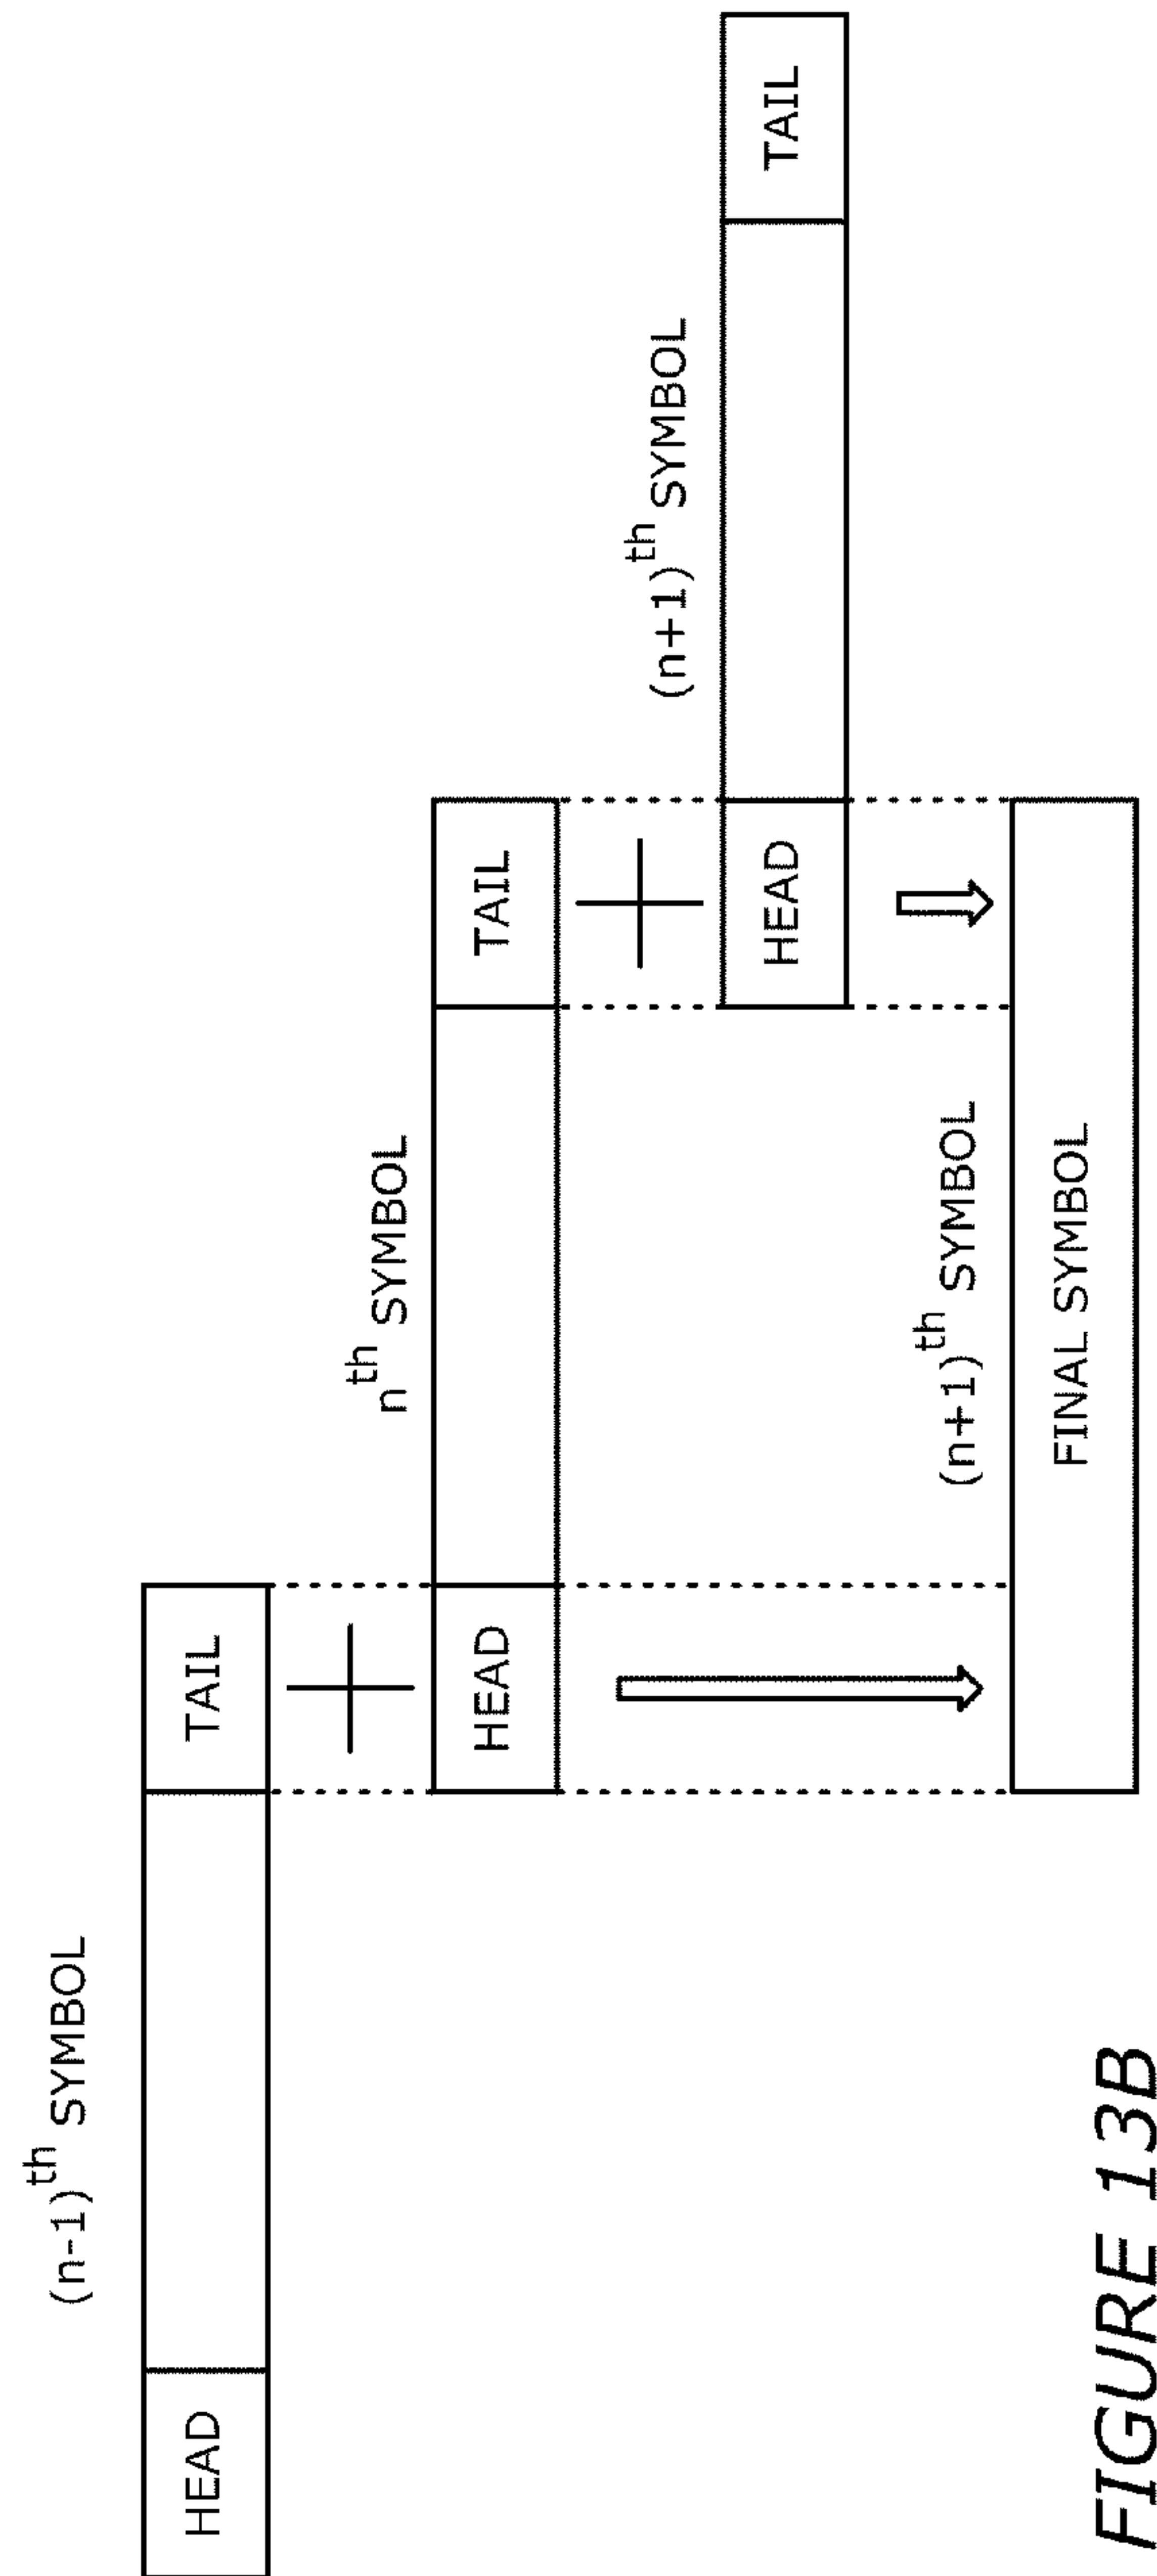 (n-1)th SYMBOL
HEAD
TAIL
nth SYMBOL
HEAD
TAIL
(n+1)th SYMBOL
HEAD
TAIL
(n+1)th SYMBOL
FINAL SYMBOL
FIGURE 13B